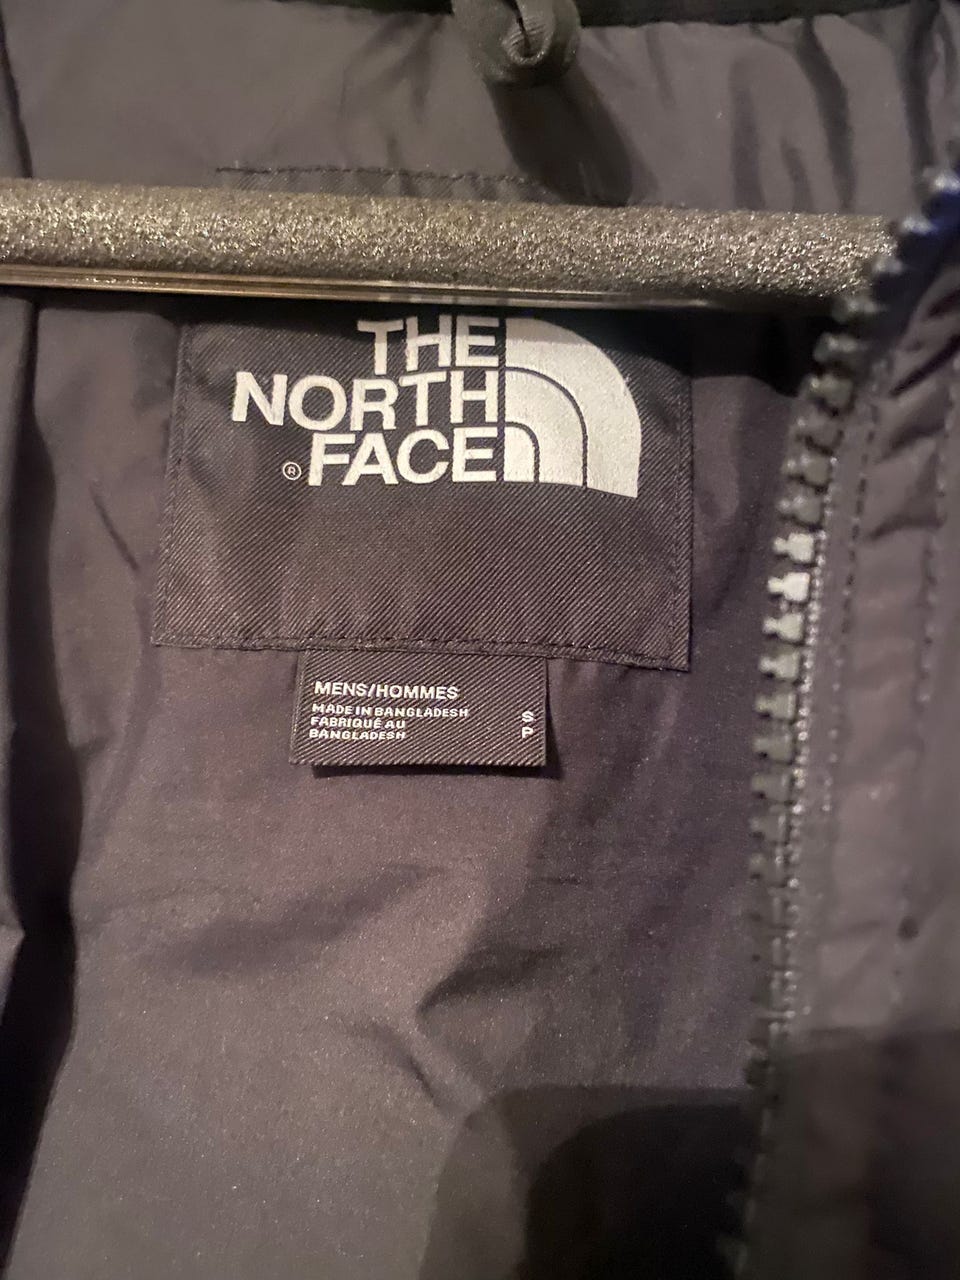 THE
NORTH
® FACE
MENS/HOMMES
MADE IN BANGLADESH
FABRIQUÉ AU
BANGLADESH
S
P